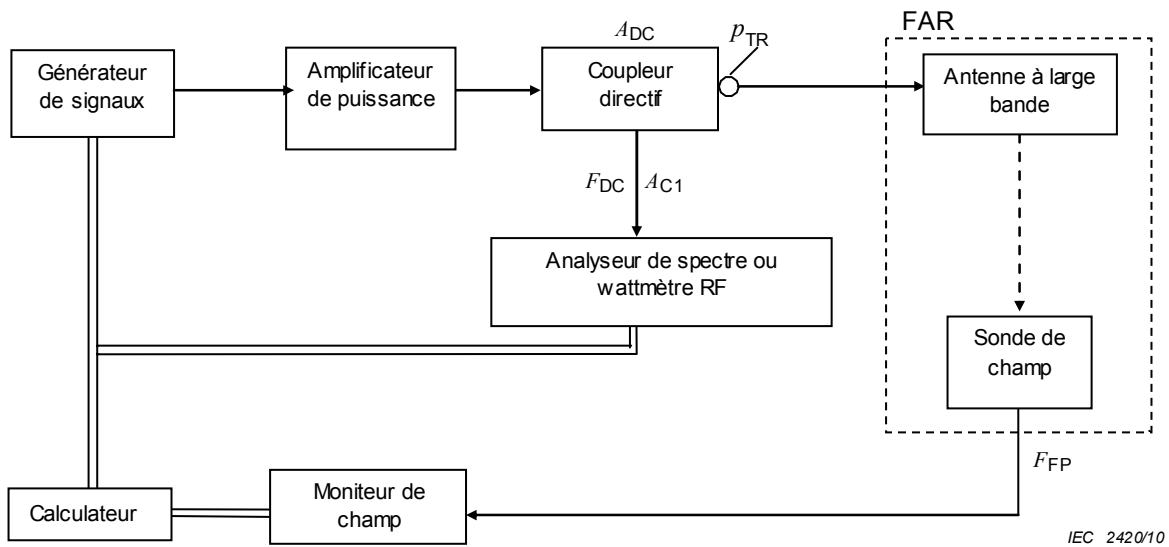 A_DC
p_TR
FAR
Générateur
de signaux
Amplificateur
de puissance
Coupleur
directif
Antenne à large
bande
F_DC
A_C1
Analyseur de spectre ou
wattmètre RF
Sonde de
champ
F_FP
Calculateur
Moniteur de
champ
IEC 2420/10